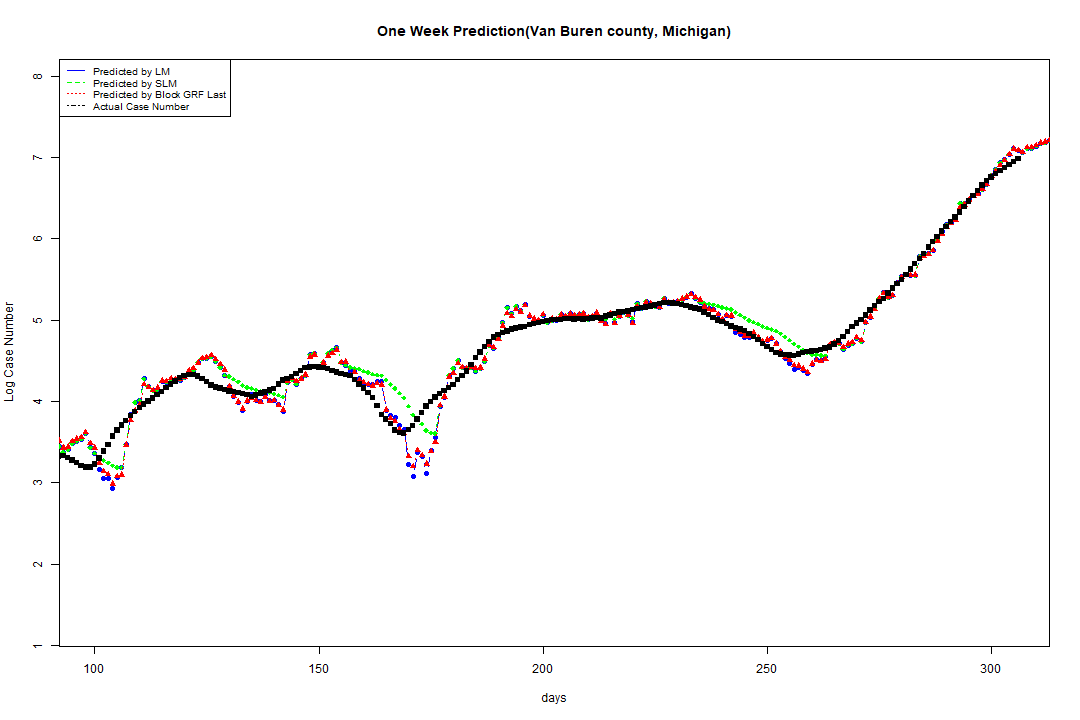 One Week Prediction(Van Buren county, Michigan)
Predicted by LM
Predicted by SLM
Predicted by Block GRF Last
Actual Case Number
8
7
6
5
4
3
2
1
Log Case Number
100 150 200 250 300
days